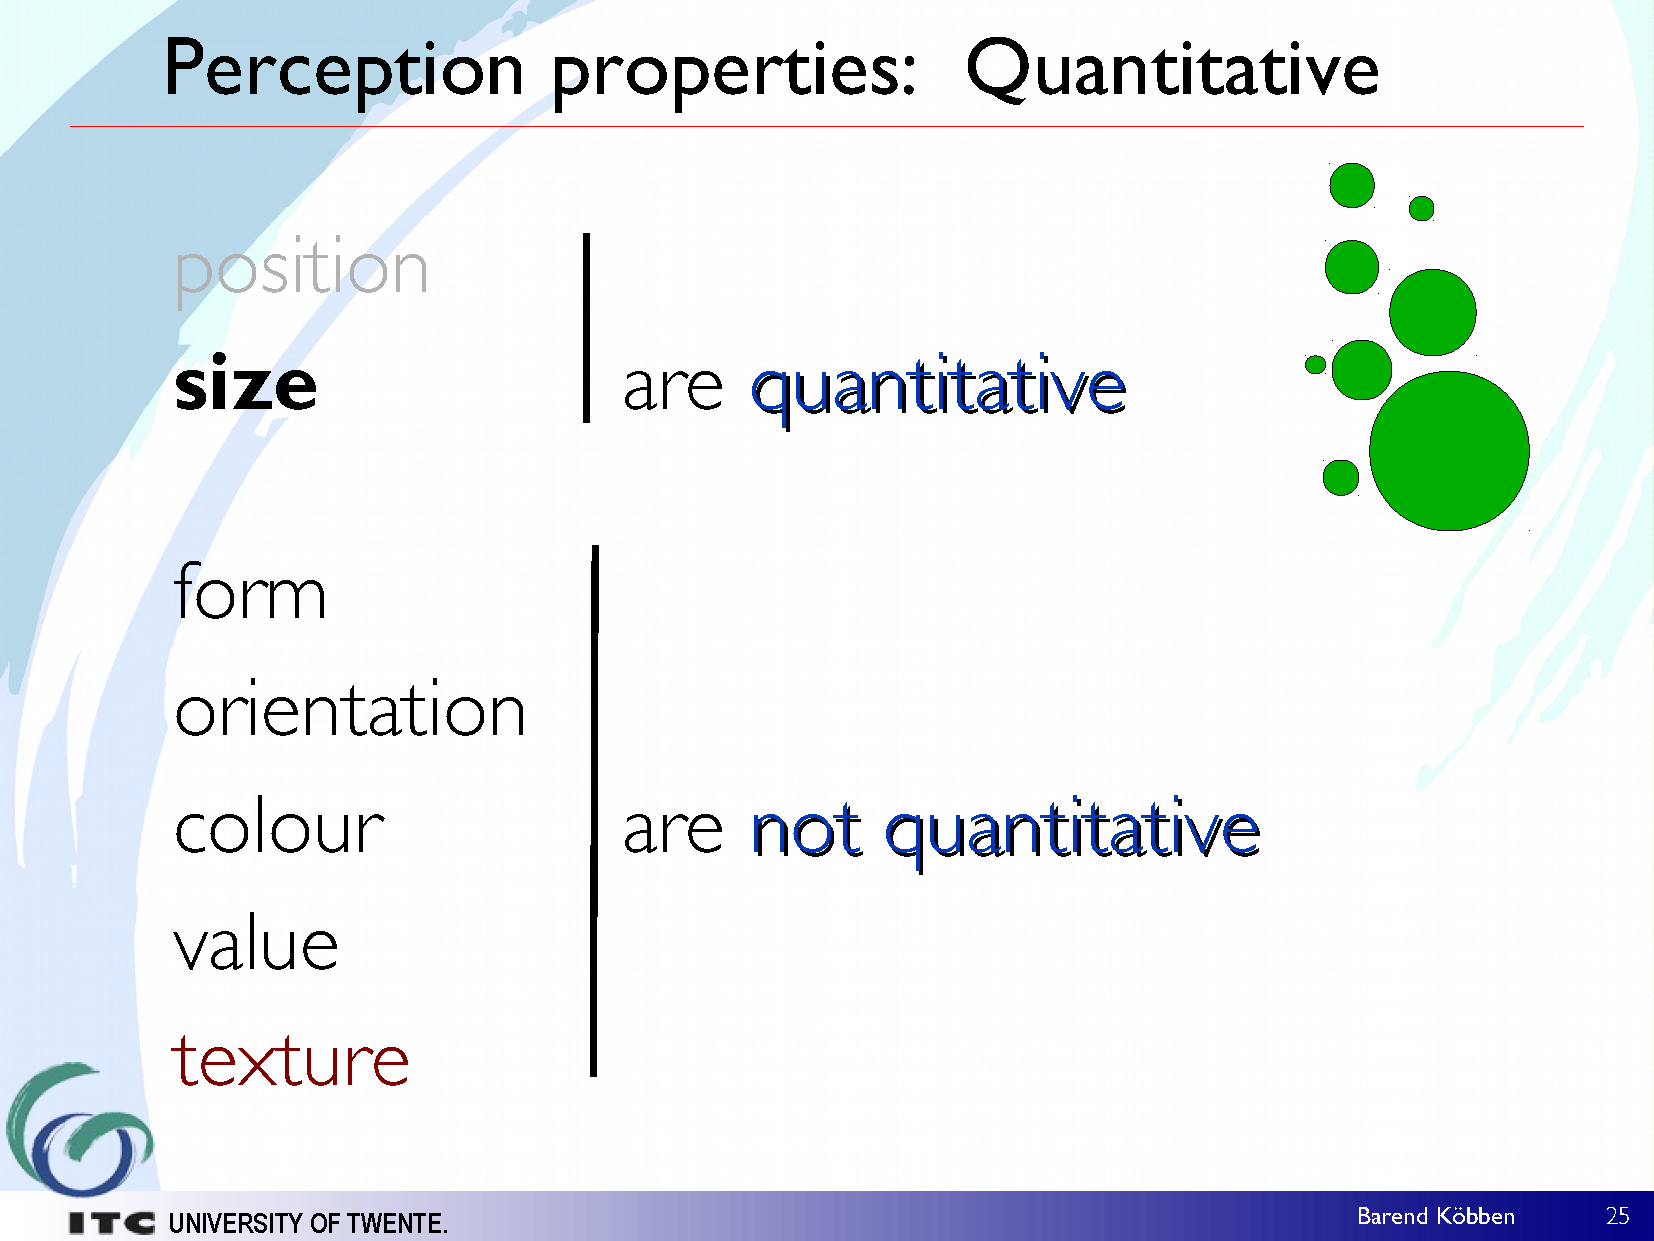 Perception properties: Quantitative
position
size are quantitative
form
orientation
colour are not quantitative
value
texture
ITC UNIVERSITY OF TWENTE.
Barend Köbben 25